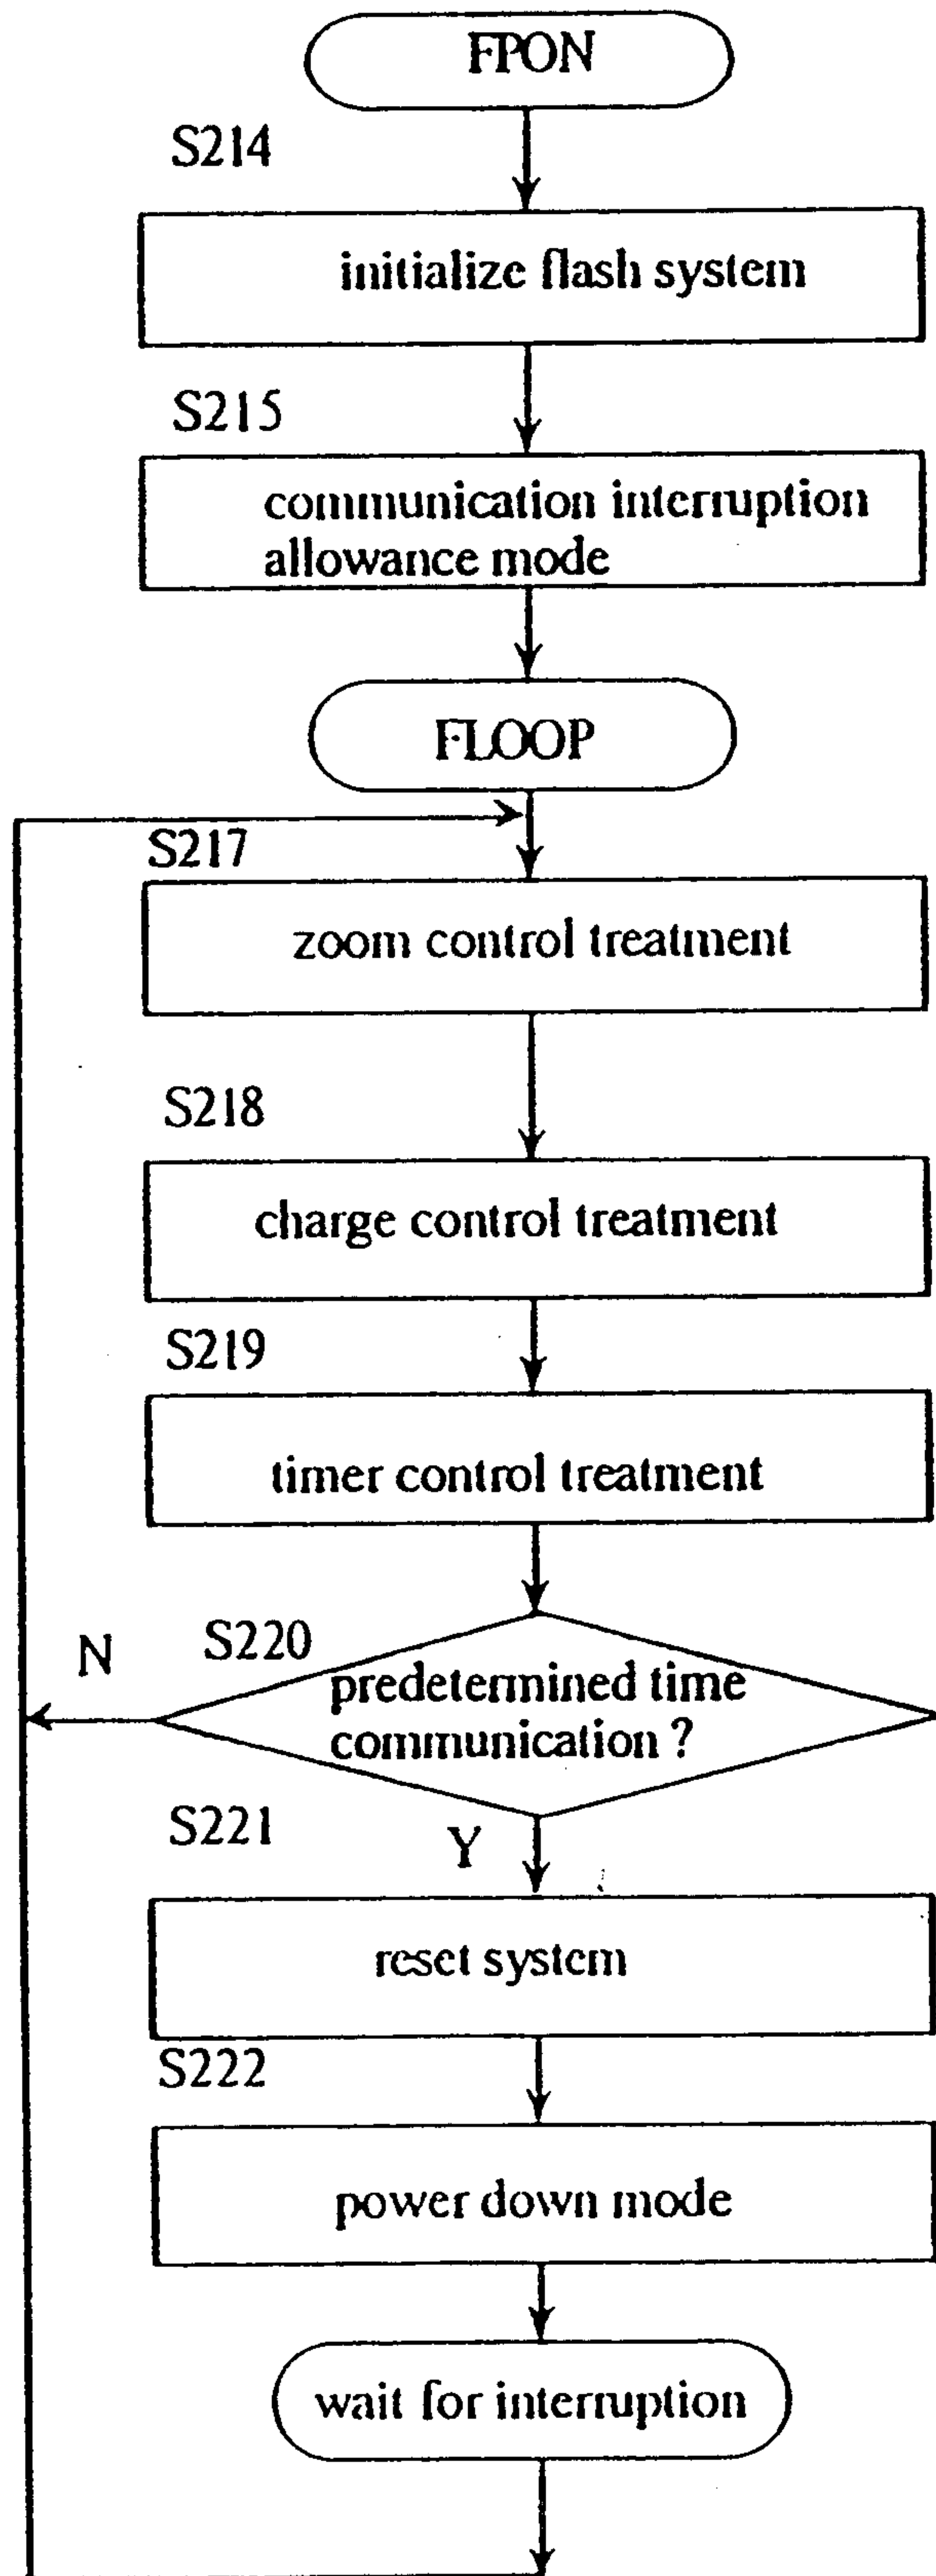 FPON
S214
initialize flash system
S215
communication interruption
allowance mode
FLOOP
S217
zoom control treatment
S218
charge control treatment
S219
timer control treatment
S220
N
predetermined time
communication ?
S221
Y
reset system
S222
power down mode
wait for interruption